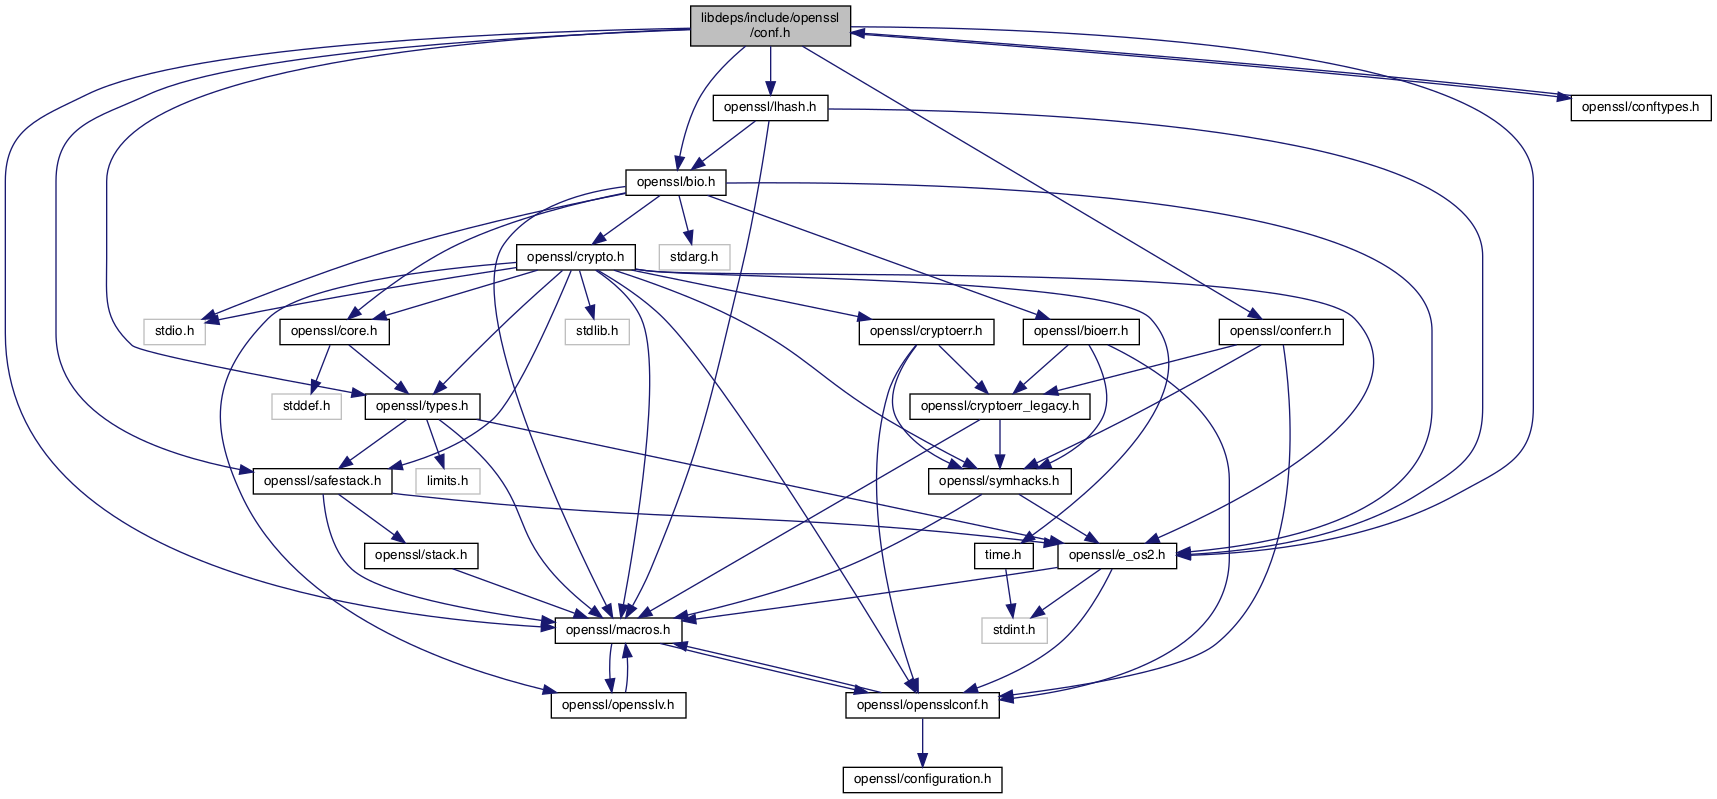 libdeps/include/openssl
/conf.h
openssl/lhash.h
openssl/conftypes.h
openssl/bio.h
openssl/crypto.h
stdarg.h
stdio.h
openssl/core.h
stdlib.h
openssl/cryptoerr.h
openssl/bioerr.h
openssl/conferr.h
stddef.h
openssl/types.h
openssl/cryptoerr_legacy.h
openssl/safestack.h
limits.h
openssl/symhacks.h
openssl/stack.h
time.h
openssl/e_os2.h
openssl/macros.h
stdint.h
openssl/opensslv.h
openssl/opensslconf.h
openssl/configuration.h